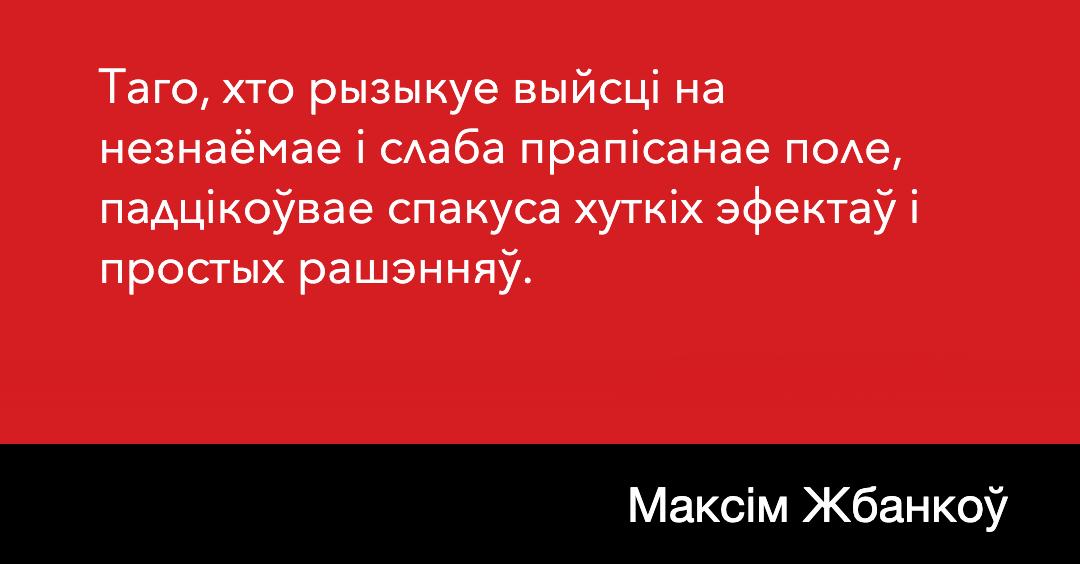 Таго, хто рызыкуе выйсці на
незнаёмае і слаба прапісанае поле,
падцікоўвае спакуса хуткіх эфектаў і
простых рашэнняў.
Максім Жбанкоў